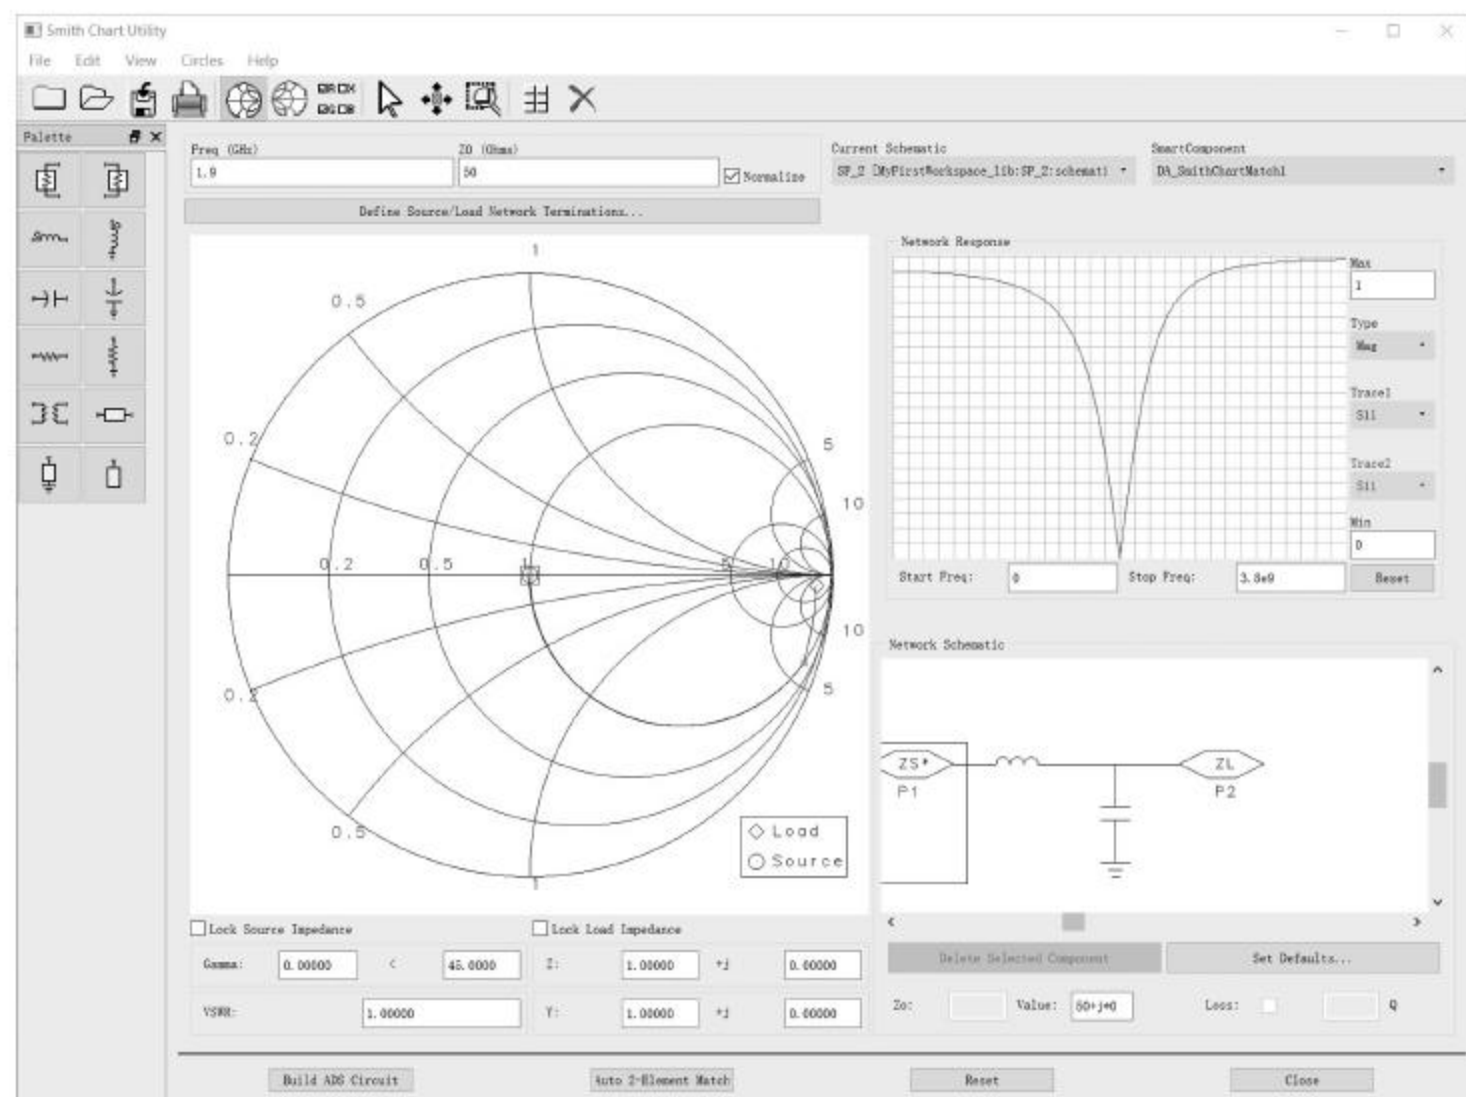 Smith Chart Utility
File Edit View Circles Help
Palette
Freq (GHz)
Z0 (Ohms)
Current Schematic
SmartComponent
1.9
50
Normalize
SP_2 [MyFirstWorkspace_lib:SP_2:schemati
DA_SmithChartMatch1
Define Source/Load Network Terminations...
Network Response
Max
1
Type
Mag
Trace1
S11
Trace2
S11
Min
0
Start Freq:
0
Stop Freq:
3.8e9
Reset
1
0.5
0.2
5
10
0.2
0.5
1
5
10
10
5
0.2
0.5
1
Load
Source
Network Schematic
ZS*
P1
ZL
P2
Lock Source Impedance
Lock Load Impedance
Gamma:
0.00000
<
45.0000
Z:
1.00000
+j
0.00000
VSWR:
1.00000
Y:
1.00000
+j
0.00000
Delete Selected Component
Set Defaults...
Zo:
Value:
50+j*0
Loss:
Q
Build ADS Circuit
Auto 2-Element Match
Reset
Close